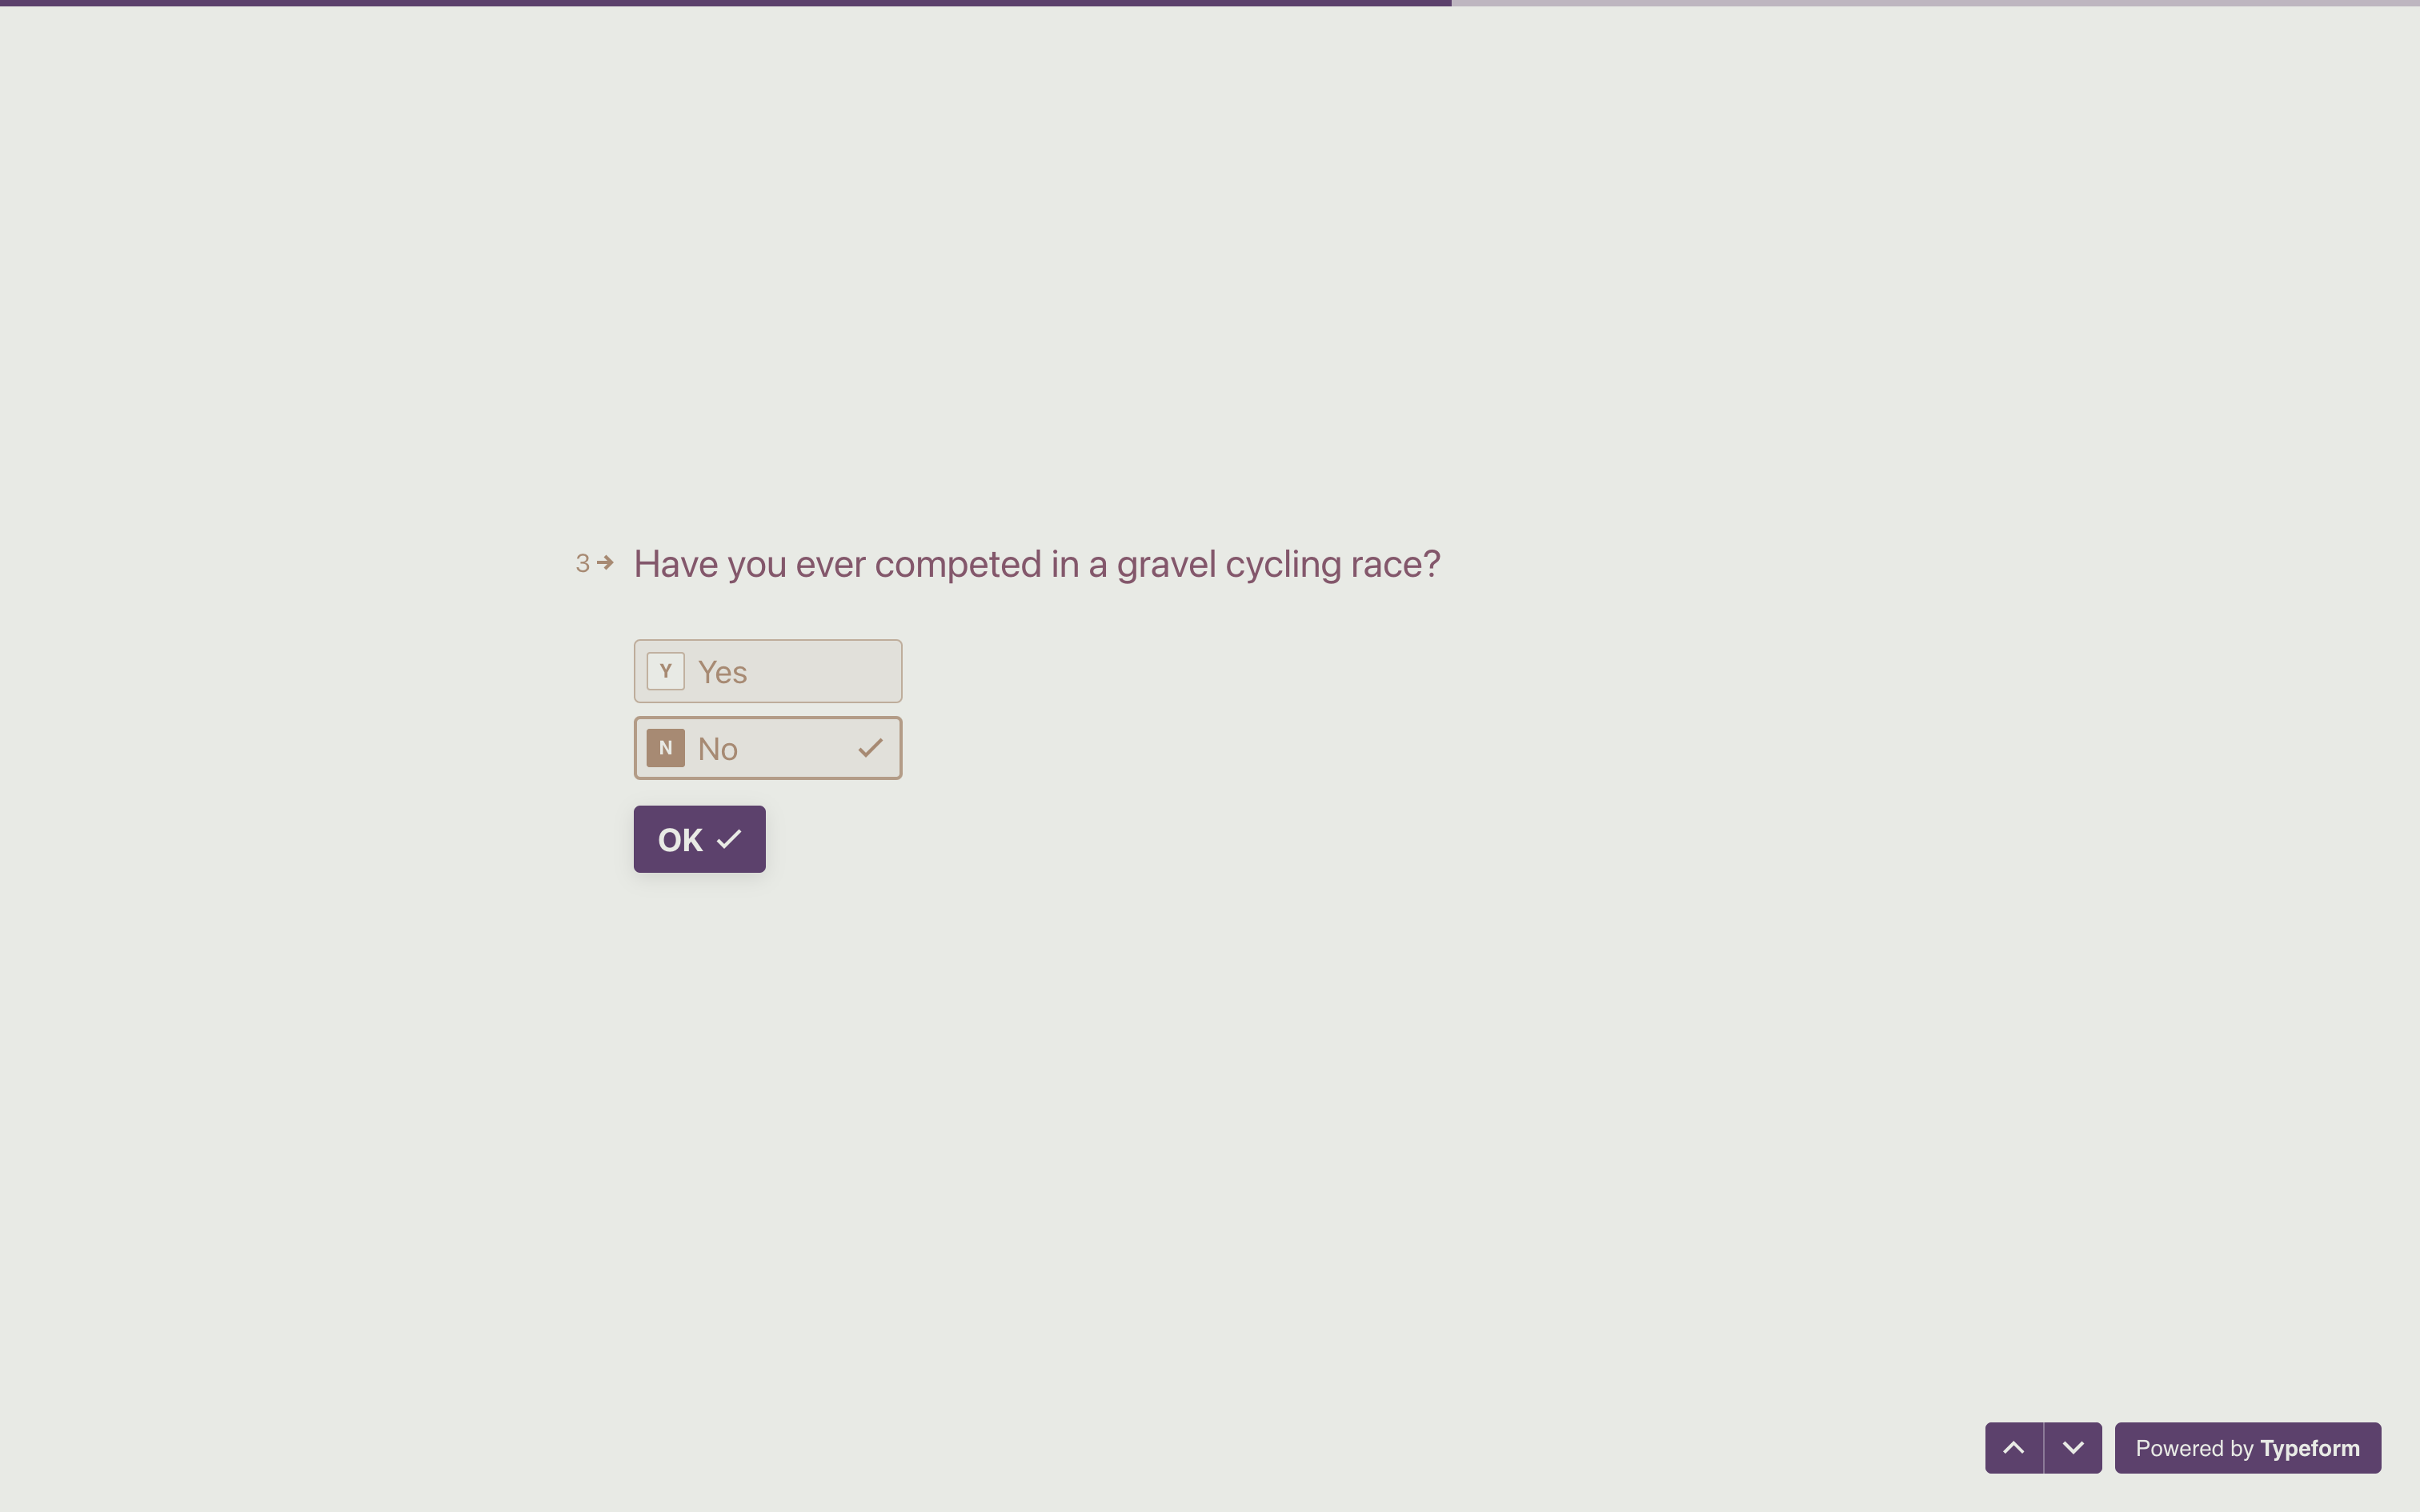 3 Have you ever competed in a gravel cycling race?
Y Yes
N No
OK
Powered by Typeform